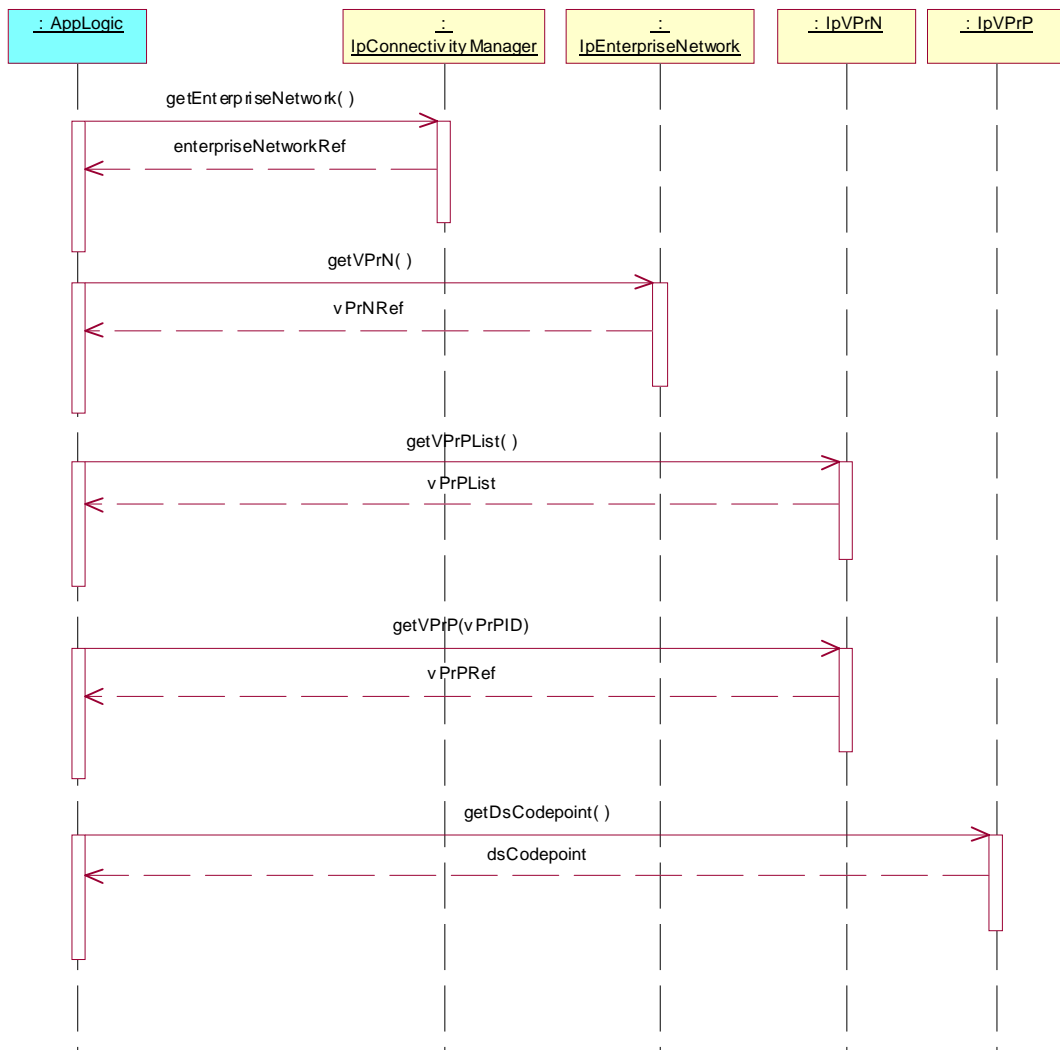 : AppLogic
:
IpConnectivityManager
:
IpEnterpriseNetwork
: IpVPrN
: IpVPrP
getEnterpriseNetwork( )
enterpriseNetworkRef
getVPrN( )
vPrNRef
getVPrPList( )
vPrPList
getVPrP(vPrPID)
vPrPRef
getDsCodepoint( )
dsCodepoint